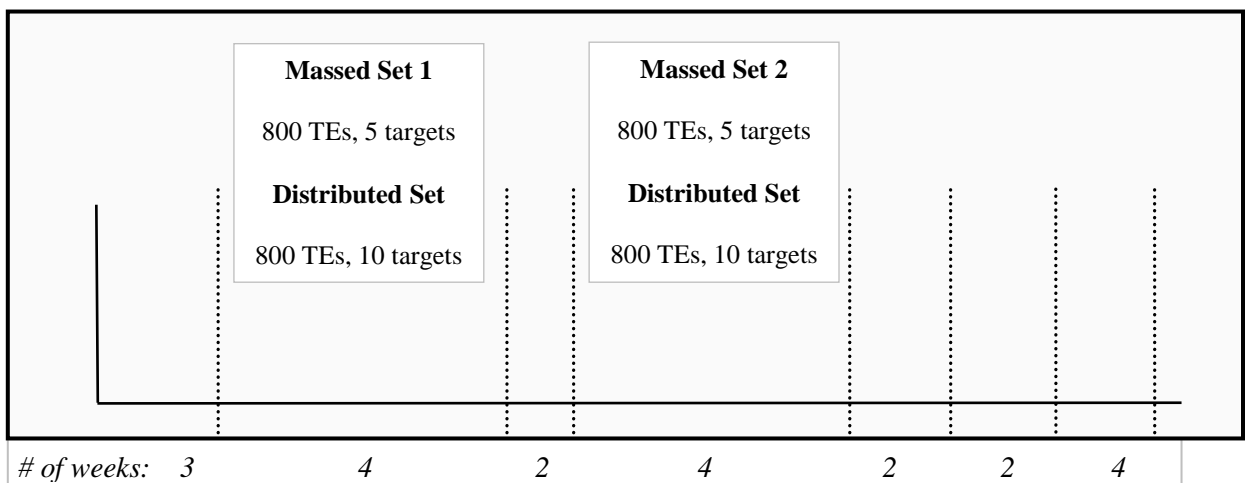 Massed Set 1
800 TEs, 5 targets
Distributed Set
800 TEs, 10 targets
Massed Set 2
800 TEs, 5 targets
Distributed Set
800 TEs, 10 targets
# of weeks: 3 4 2 4 2 2 4